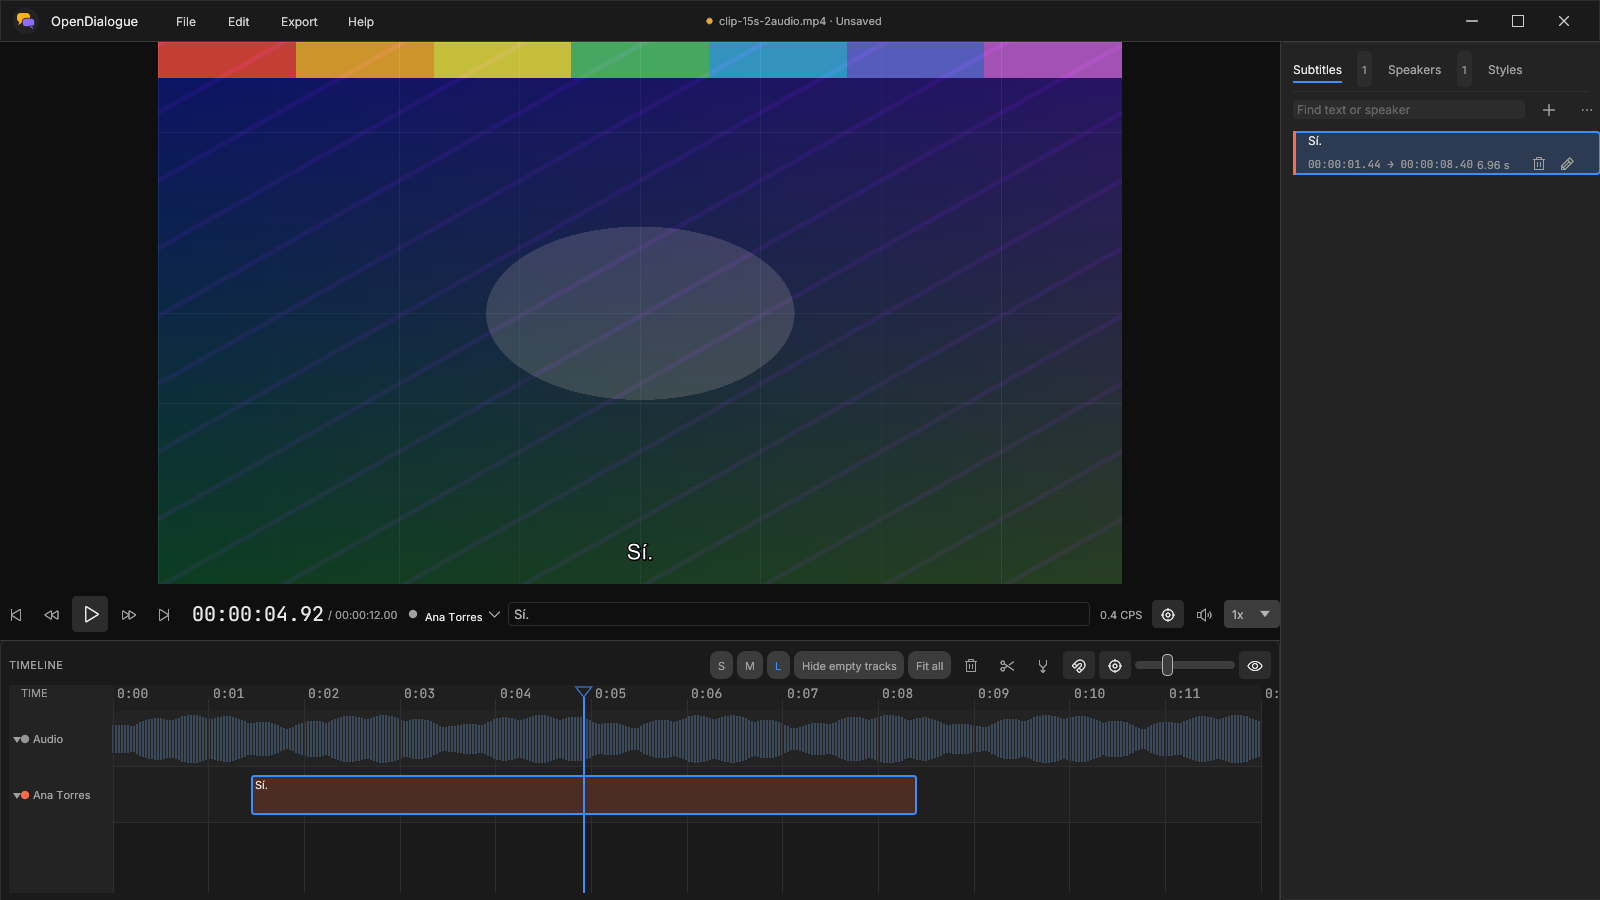 OpenDialogue File Edit Export Help
clip-15s-2audio.mp4 · Unsaved
Subtitles 1 Speakers 1 Styles
Find text or speaker
Sí.
00:00:01.44 → 00:00:08.40 6.96 s
Sí.
00:00:04.92 / 00:00:12.00 Ana Torres Sí. 0.4 CPS 1x
TIMELINE S M L Hide empty tracks Fit all
TIME 0:00 0:01 0:02 0:03 0:04 0:05 0:06 0:07 0:08 0:09 0:10 0:11 0:
Audio
Sí.
Ana Torres